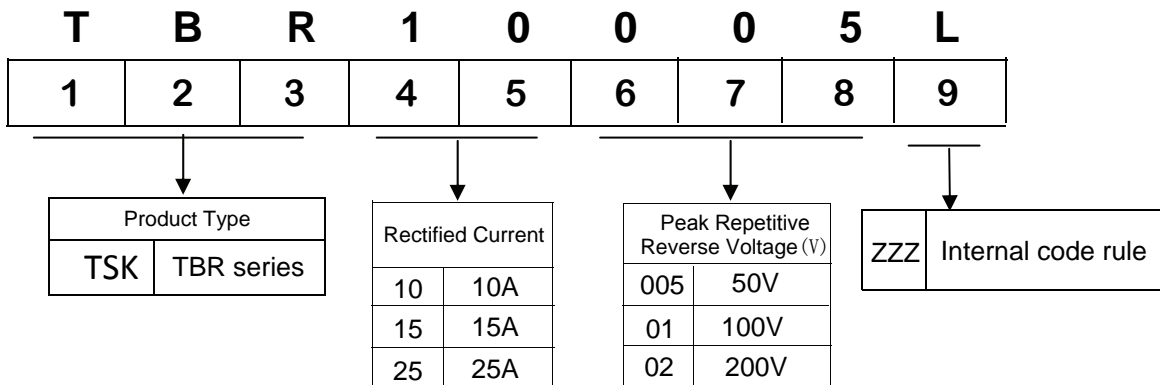 T B R 1 0 0 0 5 L
1 2 3 4 5 6 7 8 9
Product Type
TSK TBR series
Rectified Current
10 10A
15 15A
25 25A
Peak Repetitive
Reverse Voltage(V)
005 50V
01 100V
02 200V
ZZZ Internal code rule